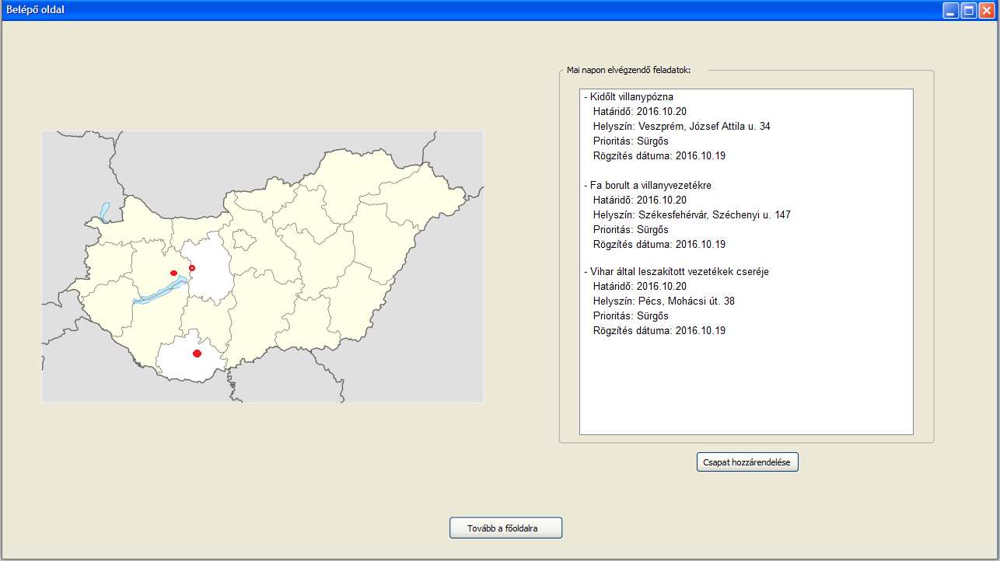 Belépő oldal
Mai napon elvégzendő feladatok:
- Kidőlt villanypózna
Határidő: 2016.10.20
Helyszín: Veszprém, József Attila u. 34
Prioritás: Sürgős
Rögzítés dátuma: 2016.10.19
- Fa borult a villanyvezetékre
Határidő: 2016.10.20
Helyszín: Székesfehérvár, Széchenyi u. 147
Prioritás: Sürgős
Rögzítés dátuma: 2016.10.19
- Vihar által leszakított vezetékek cseréje
Határidő: 2016.10.20
Helyszín: Pécs, Mohácsi út. 38
Prioritás: Sürgős
Rögzítés dátuma: 2016.10.19
Csapat hozzárendelése
Tovább a főoldalra